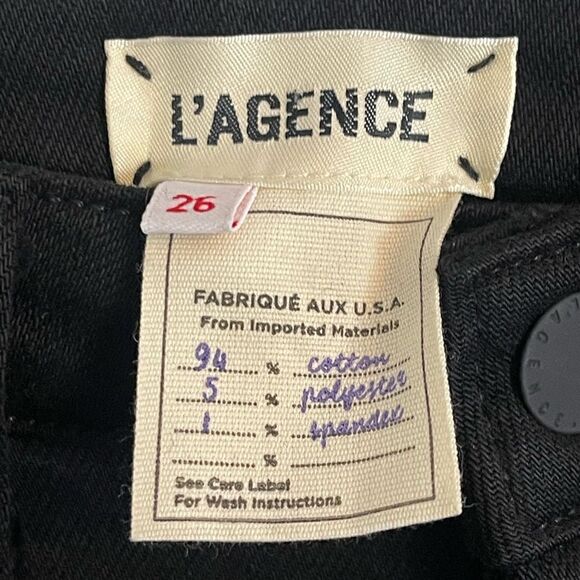 L'AGENCE
26
FABRIQUÉ AUX U.S.A.
From Imported Materials
94 % cotton
5 % polyester
1 % spandex
%
See Care Label
For Wash Instructions
L'AGENCE